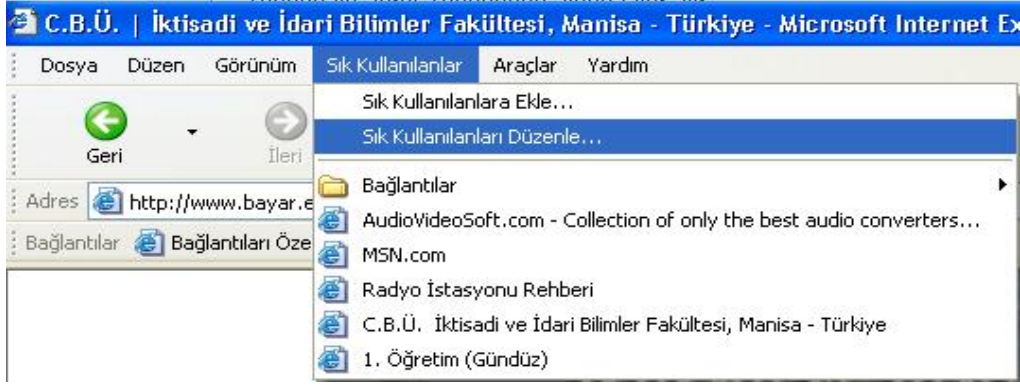 C.B.Ü. | İktisadi ve İdari Bilimler Fakültesi, Manisa - Türkiye - Microsoft Internet Ex
Dosya Düzen Görünüm Sık Kullanılanlar Araçlar Yardım
Sık Kullanılanlara Ekle...
Sık Kullanılanları Düzenle...
Geri İleri
Bağlantılar
Adres http://www.bayar.e
AudioVideoSoft.com - Collection of only the best audio converters...
Bağlantılar Bağlantıları Öze
MSN.com
Radyo İstasyonu Rehberi
C.B.Ü. İktisadi ve İdari Bilimler Fakültesi, Manisa - Türkiye
1. Öğretim (Gündüz)